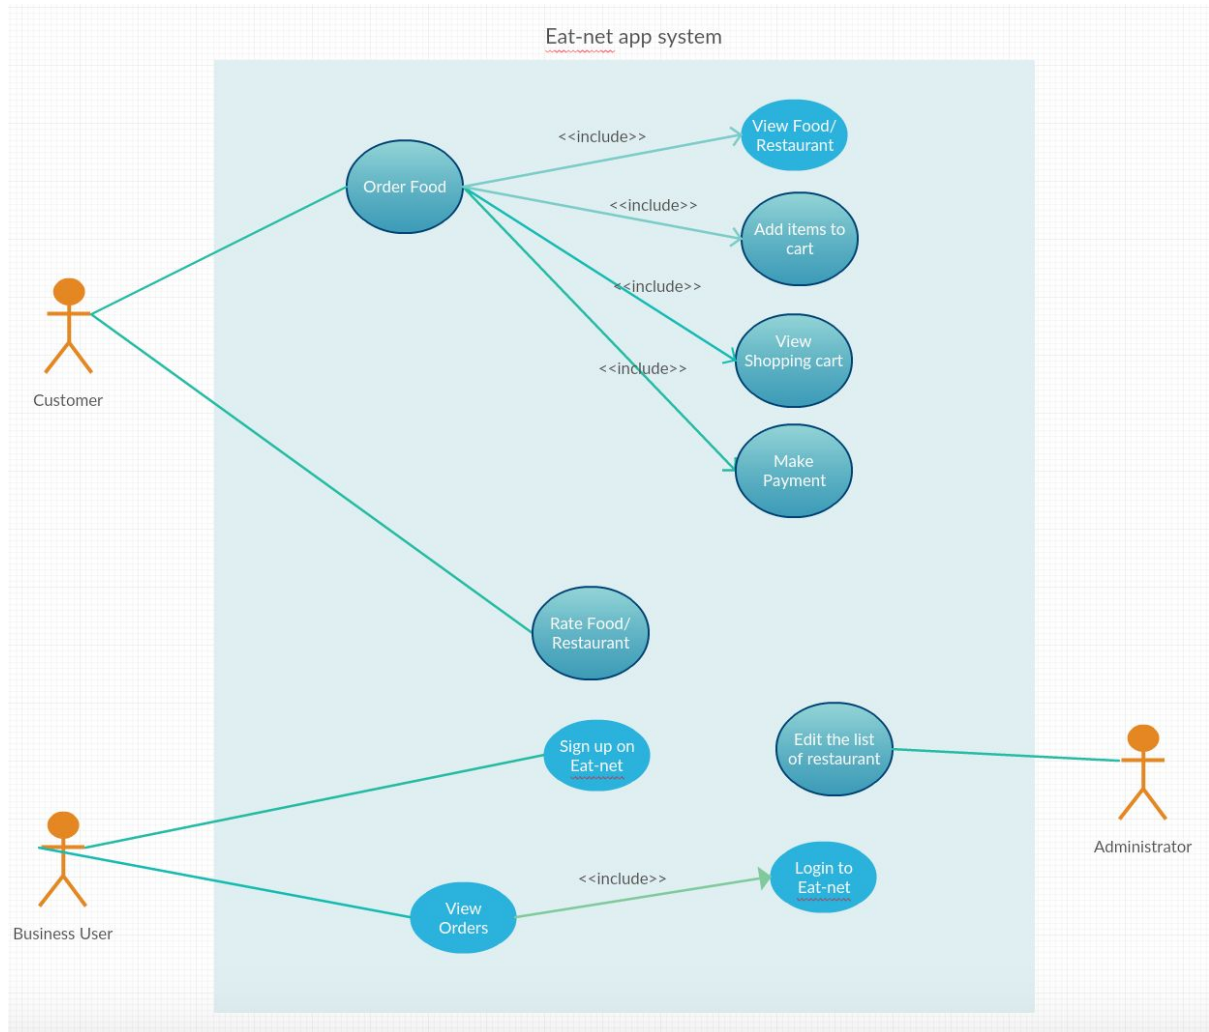 Eat-net app system
<<include>>
View Food/
Restaurant
Order Food
<<include>>
Add items to
cart
<<include>>
View
Shopping cart
<<include>>
Customer
Make
Payment
Rate Food/
Restaurant
Sign up on
Eat-net
Edit the list
of restaurant
Administrator
<<include>>
Login to
Eat-net
View
Orders
Business User